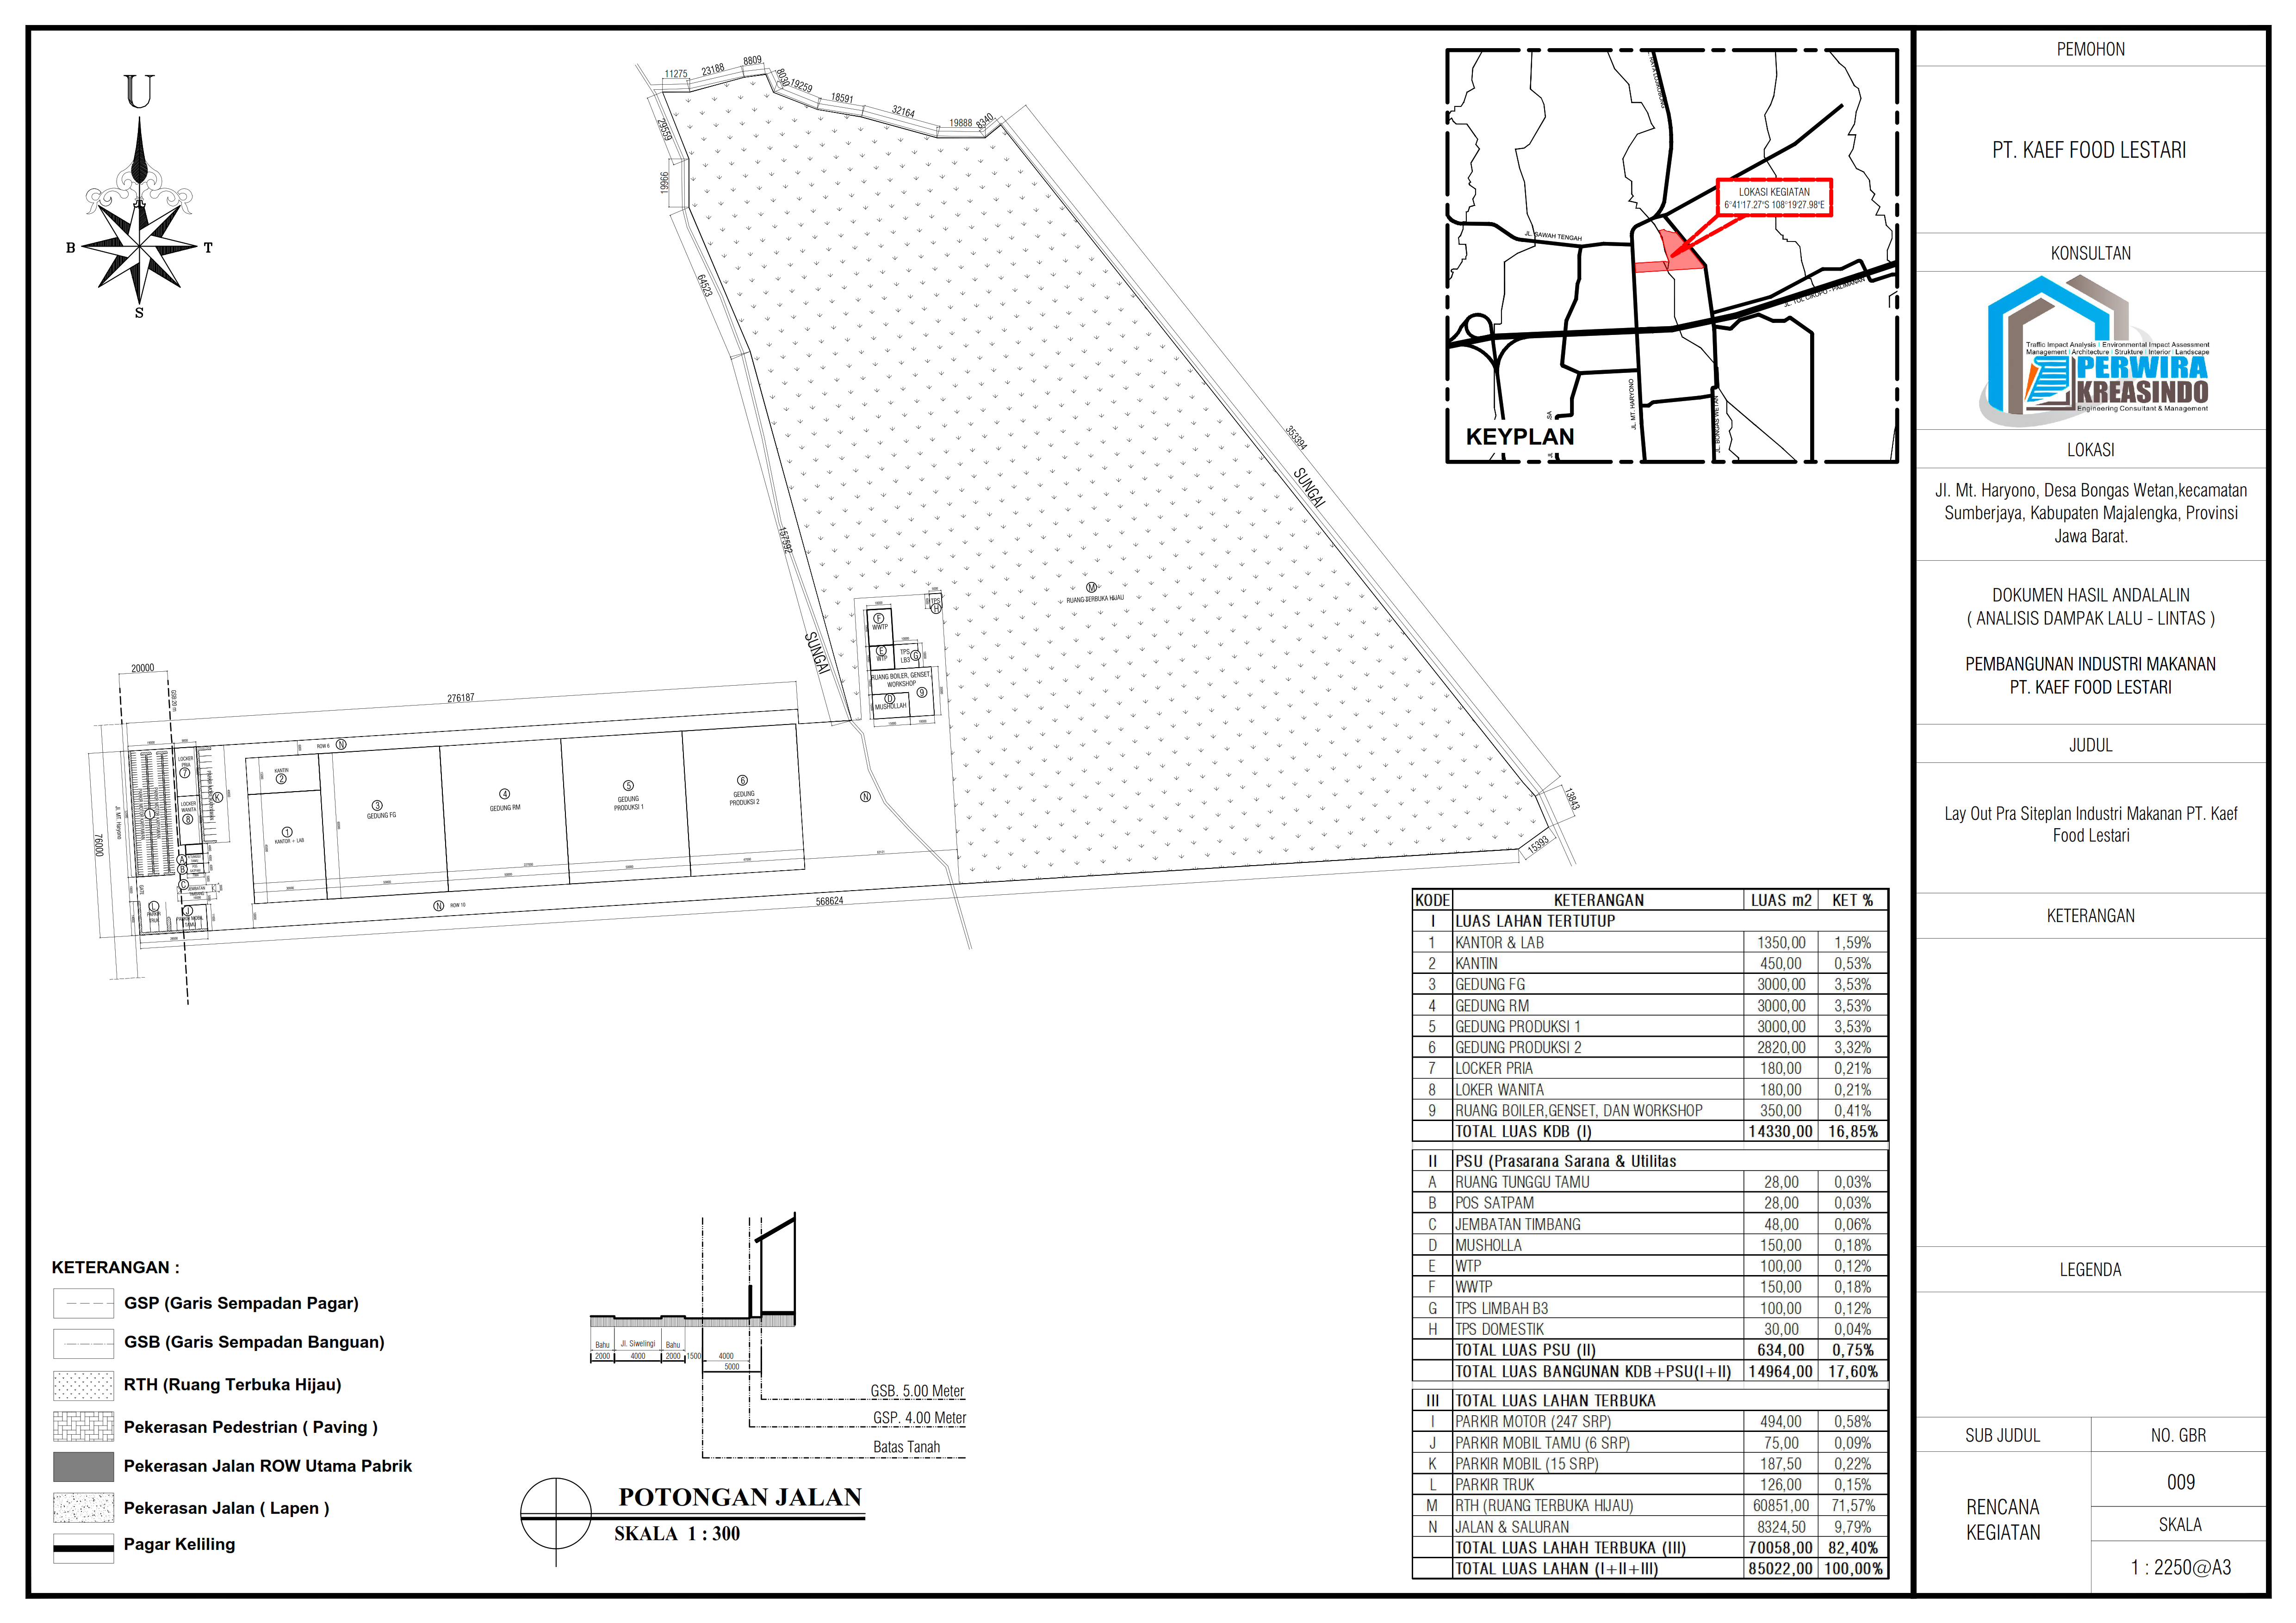 U
B
T
S
11275
23188
8809
8030
19259
18591
32164
19888
8340
29559
19966
64523
157592
353394
SUNGAI
SUNGAI
13843
15393
M
RUANG TERBUKA HIJAU
F
WWTP
TPS
H
E
WTP
TPS
LB3
G
RUANG BOILER, GENSET,
WORKSHOP
9
D
MUSHOLLAH
20000
GSB 20 m
276187
76000
568624
JL. MT. Haryono
ROW 6
N
LOCKER
PRIA
7
LOCKER
WANITA
8
K
I
A
B
C
JEMBATAN
TIMBANG
GATE
L
PARKIR
TRUK
J
PARKIR MOBIL
TAMU
KANTIN
2
1
KANTOR + LAB
3
GEDUNG FG
4
GEDUNG RM
5
GEDUNG
PRODUKSI 1
6
GEDUNG
PRODUKSI 2
N
N
ROW 10
LOKASI KEGIATAN
6°41'17.27"S 108°19'27.98"E
JL. SAWAH TENGAH
JL. TOL CIKOPO - PALIMANAN
JL. MT. HARYONO
JL. BONGAS WETAN
KEYPLAN
KODE KETERANGAN LUAS m2 KET %
I LUAS LAHAN TERTUTUP
1 KANTOR & LAB 1350,00 1,59%
2 KANTIN 450,00 0,53%
3 GEDUNG FG 3000,00 3,53%
4 GEDUNG RM 3000,00 3,53%
5 GEDUNG PRODUKSI 1 3000,00 3,53%
6 GEDUNG PRODUKSI 2 2820,00 3,32%
7 LOCKER PRIA 180,00 0,21%
8 LOKER WANITA 180,00 0,21%
9 RUANG BOILER,GENSET, DAN WORKSHOP 350,00 0,41%
TOTAL LUAS KDB (I) 14330,00 16,85%
II PSU (Prasarana Sarana & Utilitas
A RUANG TUNGGU TAMU 28,00 0,03%
B POS SATPAM 28,00 0,03%
C JEMBATAN TIMBANG 48,00 0,06%
D MUSHOLLA 150,00 0,18%
E WTP 100,00 0,12%
F WWTP 150,00 0,18%
G TPS LIMBAH B3 100,00 0,12%
H TPS DOMESTIK 30,00 0,04%
TOTAL LUAS PSU (II) 634,00 0,75%
TOTAL LUAS BANGUNAN KDB+PSU(I+II) 14964,00 17,60%
III TOTAL LUAS LAHAN TERBUKA
I PARKIR MOTOR (247 SRP) 494,00 0,58%
J PARKIR MOBIL TAMU (6 SRP) 75,00 0,09%
K PARKIR MOBIL (15 SRP) 187,50 0,22%
L PARKIR TRUK 126,00 0,15%
M RTH (RUANG TERBUKA HIJAU) 60851,00 71,57%
N JALAN & SALURAN 8324,50 9,79%
TOTAL LUAS LAHAH TERBUKA (III) 70058,00 82,40%
TOTAL LUAS LAHAN (I+II+III) 85022,00 100,00%
KETERANGAN :
GSP (Garis Sempadan Pagar)
GSB (Garis Sempadan Banguan)
RTH (Ruang Terbuka Hijau)
Pekerasan Pedestrian ( Paving )
Pekerasan Jalan ROW Utama Pabrik
Pekerasan Jalan ( Lapen )
Pagar Keliling
Bahu Jl. Siwelingi Bahu
2000 4000 2000 1500 4000
5000
GSB. 5.00 Meter
GSP. 4.00 Meter
Batas Tanah
POTONGAN JALAN
SKALA 1 : 300
PEMOHON
PT. KAEF FOOD LESTARI
KONSULTAN
Traffic Impact Analysis | Environmental Impact Assessment
Management | Architecture | Strukture | Interior | Landscape
PERWIRA
KREASINDO
Engineering Consultant & Management
LOKASI
Jl. Mt. Haryono, Desa Bongas Wetan,kecamatan
Sumberjaya, Kabupaten Majalengka, Provinsi
Jawa Barat.
DOKUMEN HASIL ANDALALIN
( ANALISIS DAMPAK LALU - LINTAS )
PEMBANGUNAN INDUSTRI MAKANAN
PT. KAEF FOOD LESTARI
JUDUL
Lay Out Pra Siteplan Industri Makanan PT. Kaef
Food Lestari
KETERANGAN
LEGENDA
SUB JUDUL
NO. GBR
RENCANA
KEGIATAN
009
SKALA
1 : 2250@A3